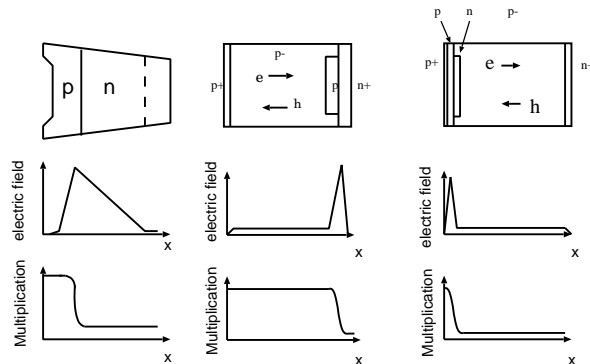 p n
p+
p-
e
h
p
n+
p n p-
p+
e
h
n-
electric field
x
electric field
x
electric field
x
Multiplication
x
Multiplication
x
Multiplication
x